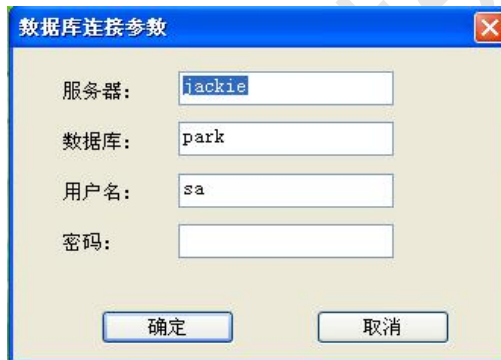 数据库连接参数
服务器: jackie
数据库: park
用户名: sa
密码:
确定 取消